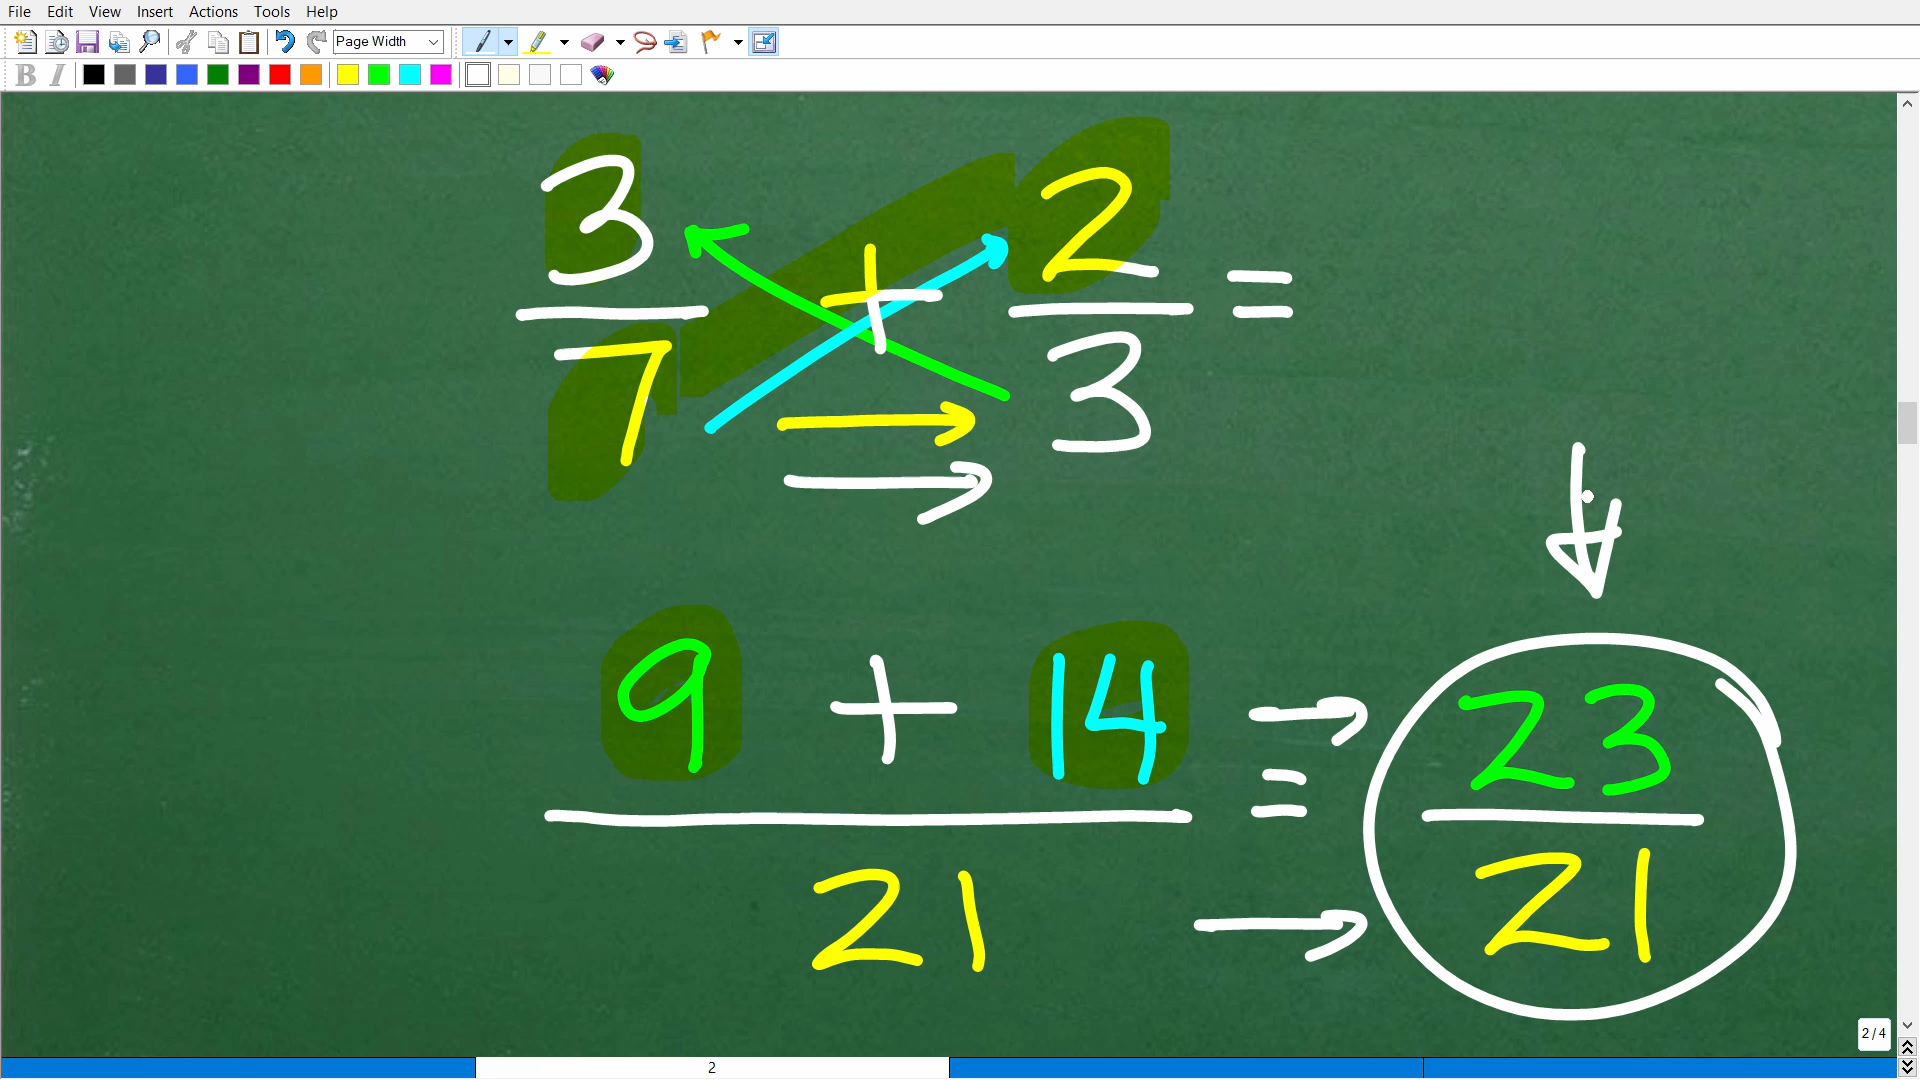 File Edit View Insert Actions Tools Help
Page Width
B I
3 2
+ =
7 3
9 + 14 = 23
21 21
2 / 4
2